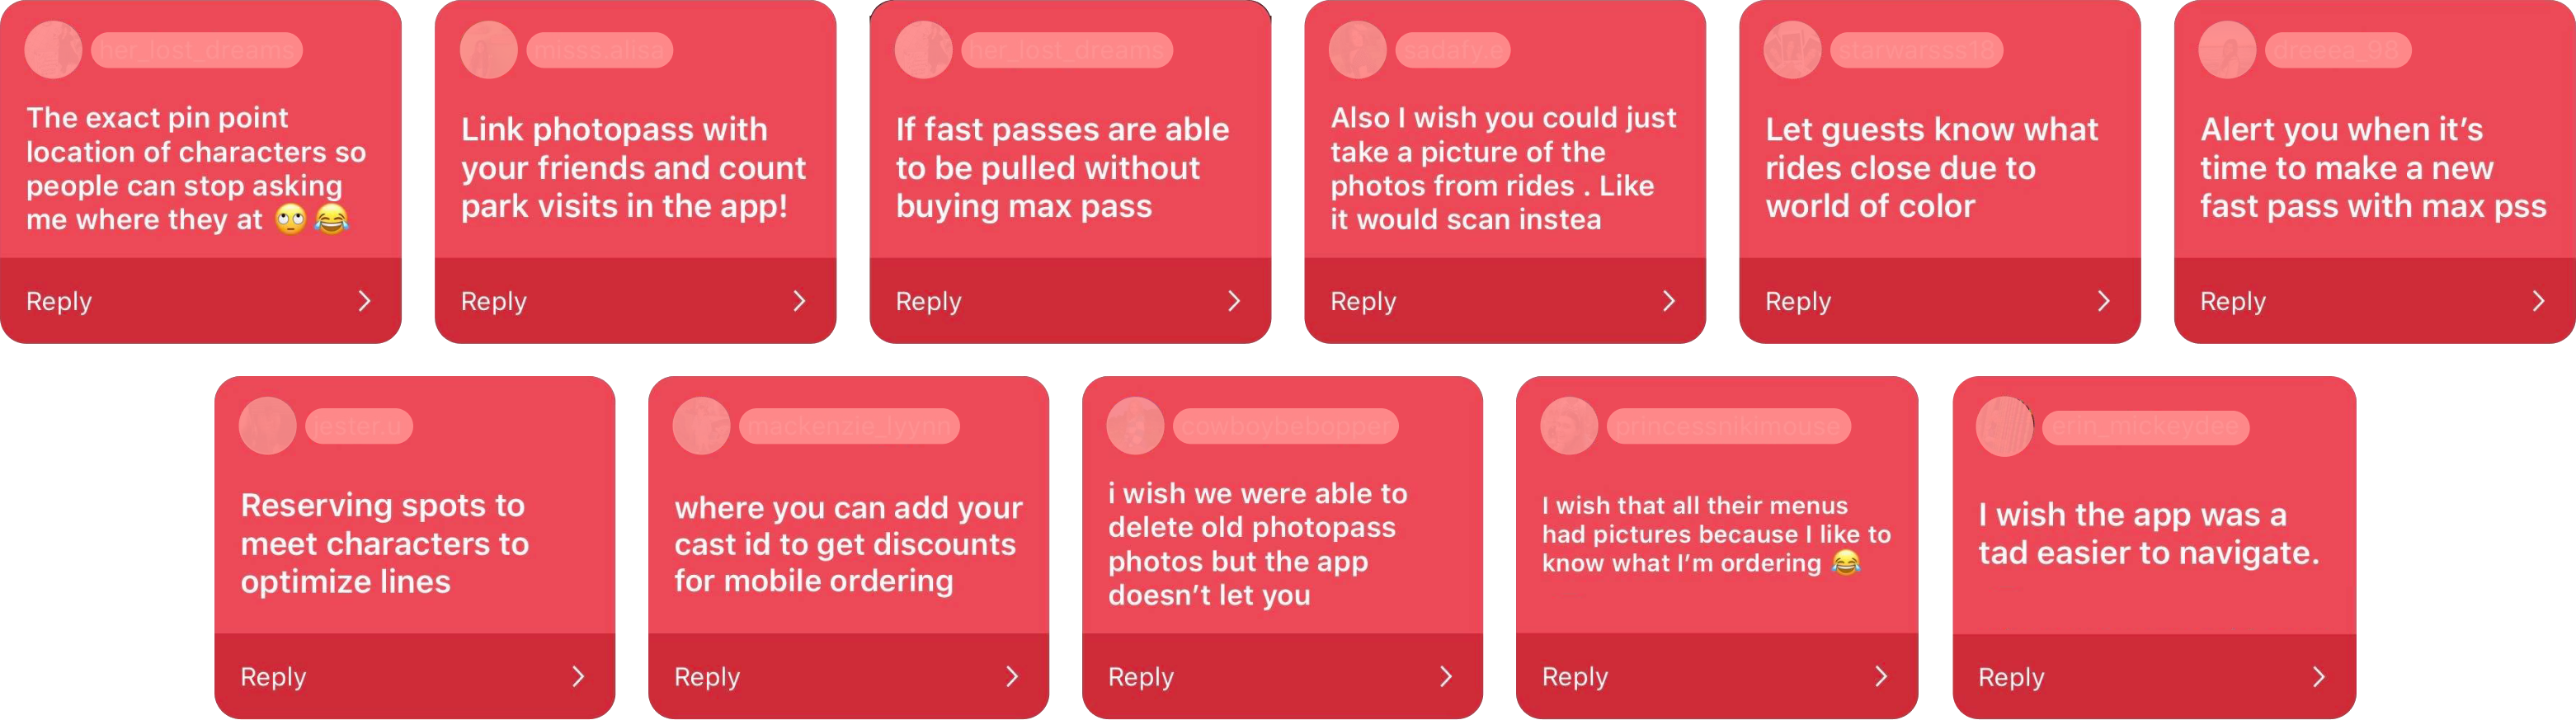 her_lost_dreams
The exact pin point
location of characters so
people can stop asking
me where they at 🙄😂
Reply
misss.alisa
Link photopass with
your friends and count
park visits in the app!
Reply
her_lost_dreams
If fast passes are able
to be pulled without
buying max pass
Reply
sadafy.e
Also I wish you could just
take a picture of the
photos from rides . Like
it would scan instea
Reply
starwarsss18
Let guests know what
rides close due to
world of color
Reply
dreeea_98
Alert you when it’s
time to make a new
fast pass with max pss
Reply
jester.u
Reserving spots to
meet characters to
optimize lines
Reply
mackenzie_lyynn
where you can add your
cast id to get discounts
for mobile ordering
Reply
cowboybebopper
i wish we were able to
delete old photopass
photos but the app
doesn’t let you
Reply
princessnikimouse
I wish that all their menus
had pictures because I like to
know what I’m ordering 😂
Reply
erin_mickeydee
I wish the app was a
tad easier to navigate.
Reply